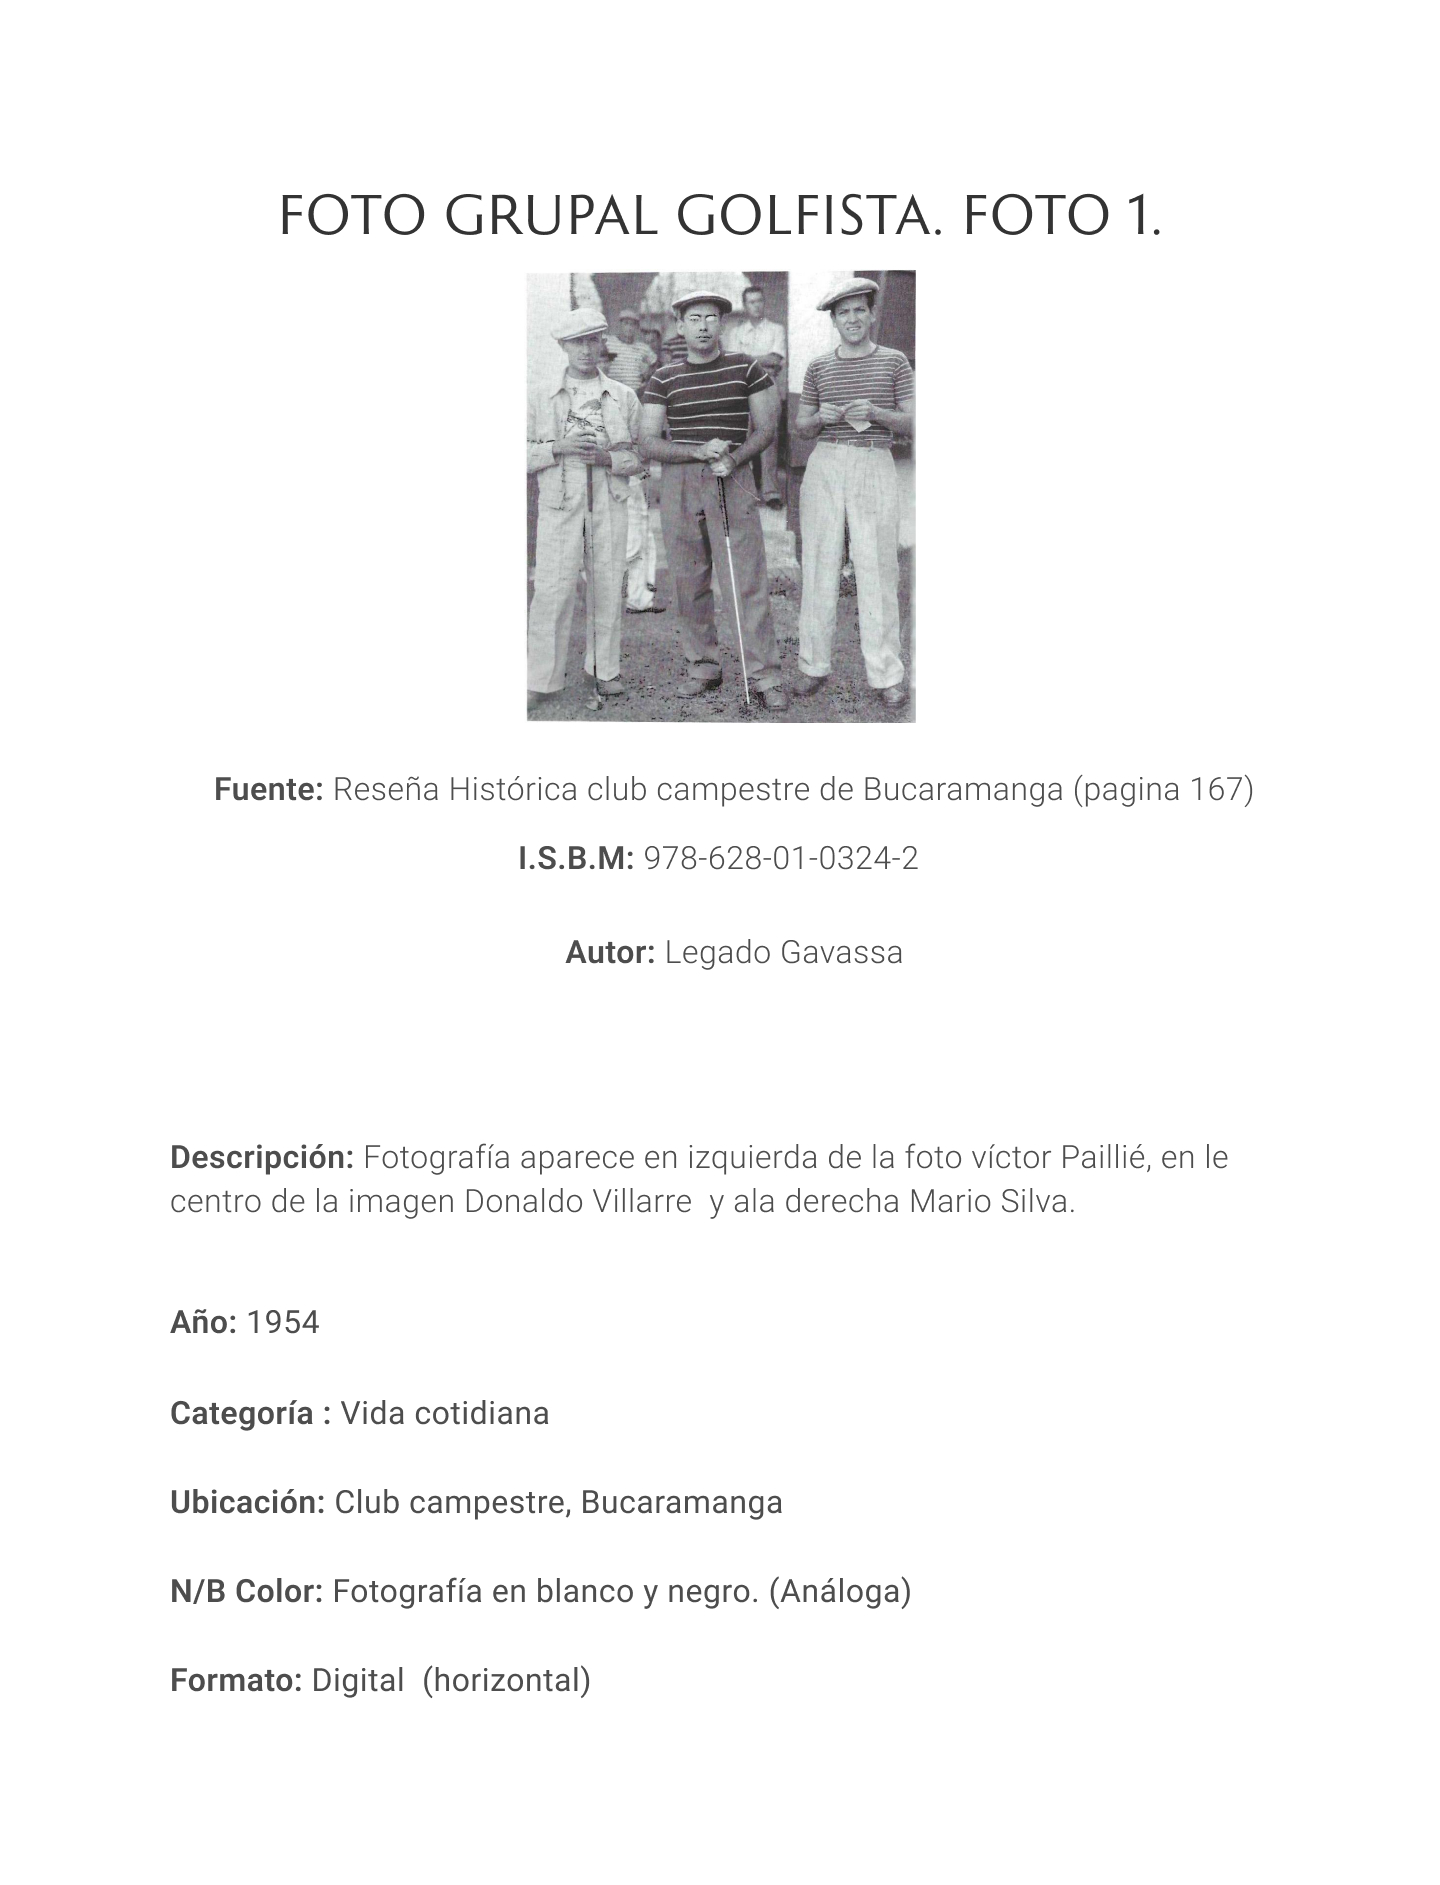 FOTO GRUPAL GOLFISTA. FOTO 1.
Fuente: Reseña Histórica club campestre de Bucaramanga (pagina 167)
I.S.B.M: 978-628-01-0324-2
Autor: Legado Gavassa
Descripción: Fotografía aparece en izquierda de la foto víctor Paillié, en le
centro de la imagen Donaldo Villarre  y ala derecha Mario Silva.
Año: 1954
Categoría : Vida cotidiana
Ubicación: Club campestre, Bucaramanga
N/B Color: Fotografía en blanco y negro. (Análoga)
Formato: Digital  (horizontal)